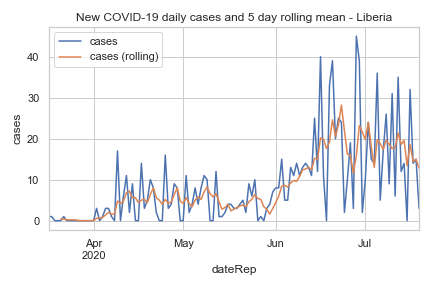 New COVID-19 daily cases and 5 day rolling mean - Liberia
cases
cases (rolling)
cases
40
30
20
10
0
Apr
2020
May
Jun
Jul
dateRep